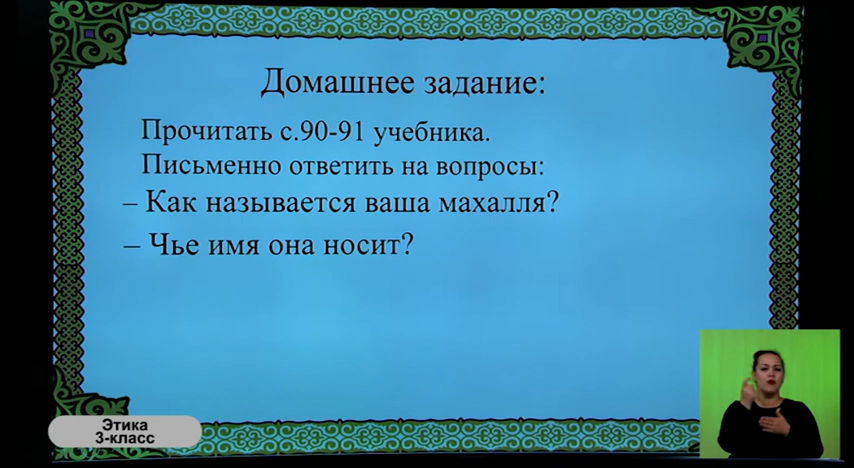 Домашнее задание:
Прочитать с.90-91 учебника.
Письменно ответить на вопросы:
– Как называется ваша махалля?
– Чье имя она носит?
Этика
3-класс